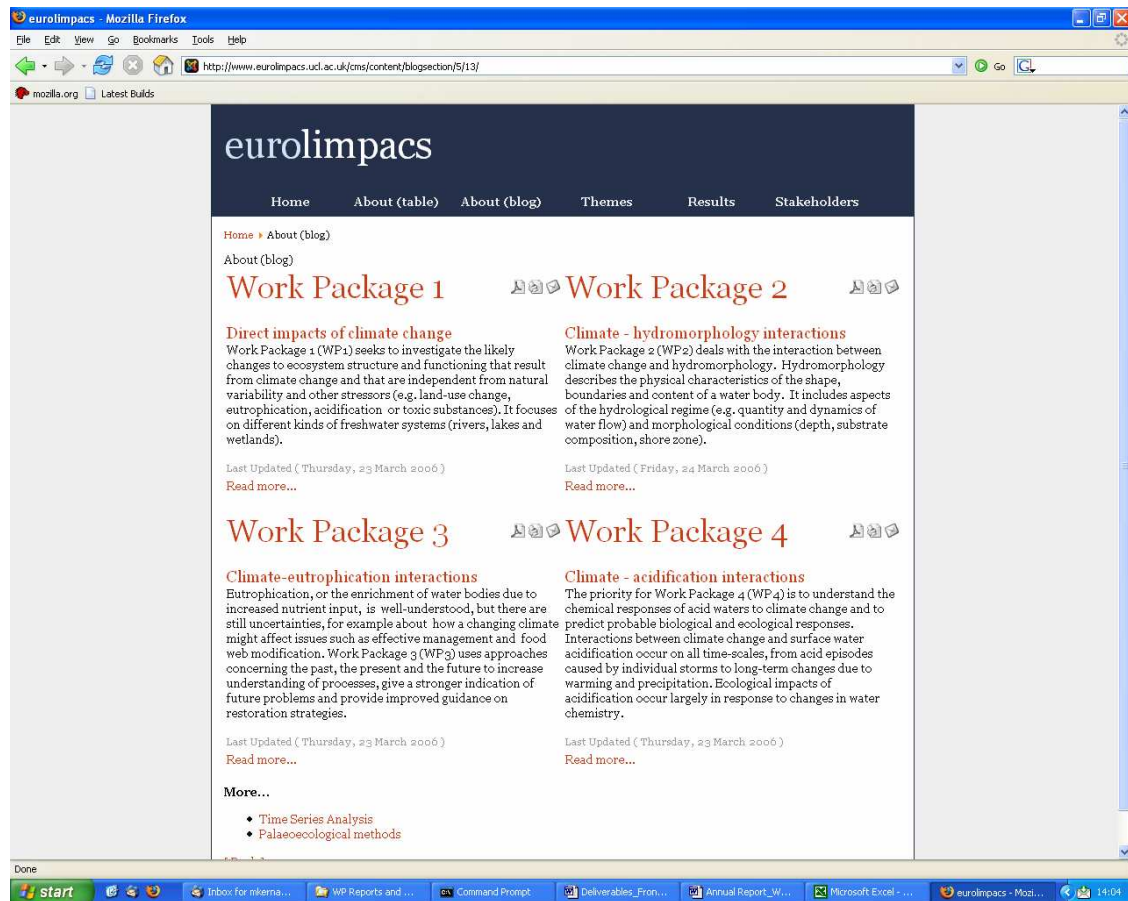 eurolimpacs - Mozilla Firefox
File Edit View Go Bookmarks Tools Help
http://www.eurolimpacs.ucl.ac.uk/cms/content/blogsection/5/13/
Go
mozilla.org Latest Builds
eurolimpacs
Home About (table) About (blog) Themes Results Stakeholders
Home About (blog)
About (blog)
Work Package 1
Direct impacts of climate change
Work Package 1 (WP1) seeks to investigate the likely
changes to ecosystem structure and functioning that result
from climate change and that are independent from natural
variability and other stressors (e.g. land-use change,
eutrophication, acidification or toxic substances). It focuses
on different kinds of freshwater systems (rivers, lakes and
wetlands).
Last Updated ( Thursday, 23 March 2006 )
Read more...
Work Package 2
Climate - hydromorphology interactions
Work Package 2 (WP2) deals with the interaction between
climate change and hydromorphology. Hydromorphology
describes the physical characteristics of the shape,
boundaries and content of a water body. It includes aspects
of the hydrological regime (e.g. quantity and dynamics of
water flow) and morphological conditions (depth, substrate
composition, shore zone).
Last Updated ( Friday, 24 March 2006 )
Read more...
Work Package 3
Climate-eutrophication interactions
Eutrophication, or the enrichment of water bodies due to
increased nutrient input, is well-understood, but there are
still uncertainties, for example about how a changing climate
might affect issues such as effective management and food
web modification. Work Package 3 (WP3) uses approaches
concerning the past, the present and the future to increase
understanding of processes, give a stronger indication of
future problems and provide improved guidance on
restoration strategies.
Last Updated ( Thursday, 23 March 2006 )
Read more...
Work Package 4
Climate - acidification interactions
The priority for Work Package 4 (WP4) is to understand the
chemical responses of acid waters to climate change and to
predict probable biological and ecological responses.
Interactions between climate change and surface water
acidification occur on all time-scales, from acid episodes
caused by individual storms to long-term changes due to
warming and precipitation. Ecological impacts of
acidification occur largely in response to changes in water
chemistry.
Last Updated ( Thursday, 23 March 2006 )
Read more...
More...
Time Series Analysis
Palaeoecological methods
Done
start Inbox for mkerna... WP Reports and ... Command Prompt Deliverables_Fron... Annual Report_W... Microsoft Excel - ... eurolimpacs - Mozi... 14:04